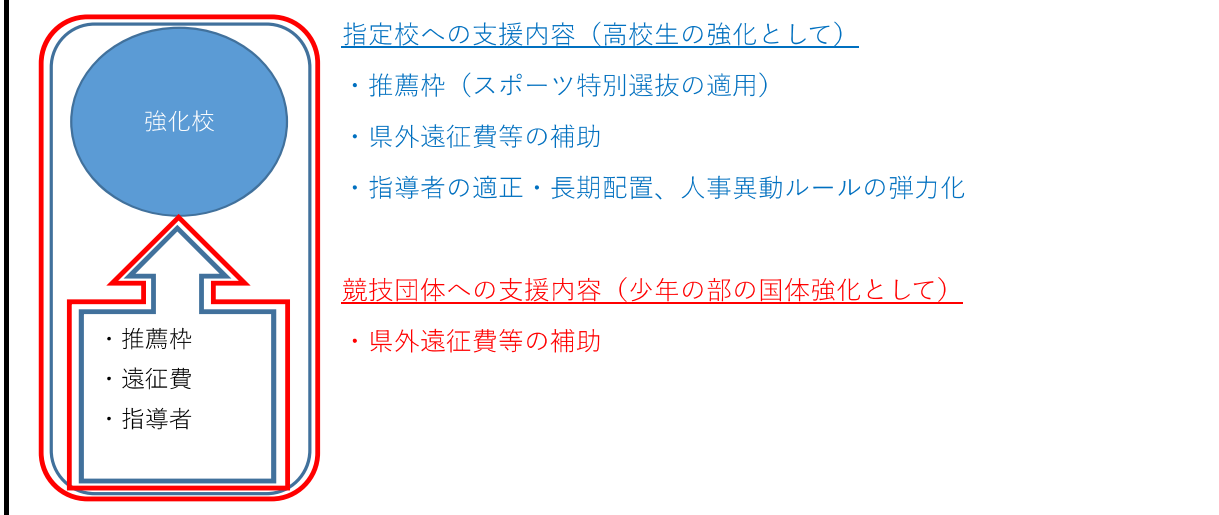 強化校
・推薦枠
・遠征費
・指導者
指定校への支援内容（高校生の強化として）
・推薦枠（スポーツ特別選抜の適用）
・県外遠征費等の補助
・指導者の適正・長期配置、人事異動ルールの弾力化
競技団体への支援内容（少年の部の国体強化として）
・県外遠征費等の補助